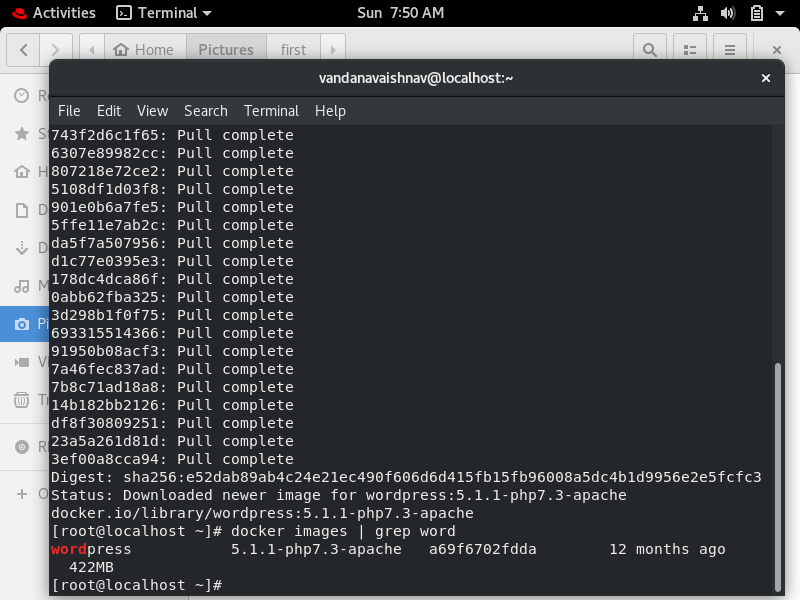 Activities Terminal Sun 7:50 AM
Home Pictures first
vandanavaishnav@localhost:~
File Edit View Search Terminal Help
743f2d6c1f65: Pull complete
6307e89982cc: Pull complete
807218e72ce2: Pull complete
5108df1d03f8: Pull complete
901e0b6a7fe5: Pull complete
5ffe11e7ab2c: Pull complete
da5f7a507956: Pull complete
d1c77e0395e3: Pull complete
178dc4dca86f: Pull complete
0abb62fba325: Pull complete
3d298b1f0f75: Pull complete
693315514366: Pull complete
91950b08acf3: Pull complete
7a46fec837ad: Pull complete
7b8c71ad18a8: Pull complete
14b182bb2126: Pull complete
df8f30809251: Pull complete
23a5a261d81d: Pull complete
3ef00a8cca94: Pull complete
Digest: sha256:e52dab89ab4c24e21ec490f606d6d415fb15fb96008a5dc4b1d9956e2e5fcfc3
Status: Downloaded newer image for wordpress:5.1.1-php7.3-apache
docker.io/library/wordpress:5.1.1-php7.3-apache
[root@localhost ~]# docker images | grep word
wordpress 5.1.1-php7.3-apache a69f6702fdda 12 months ago
422MB
[root@localhost ~]#